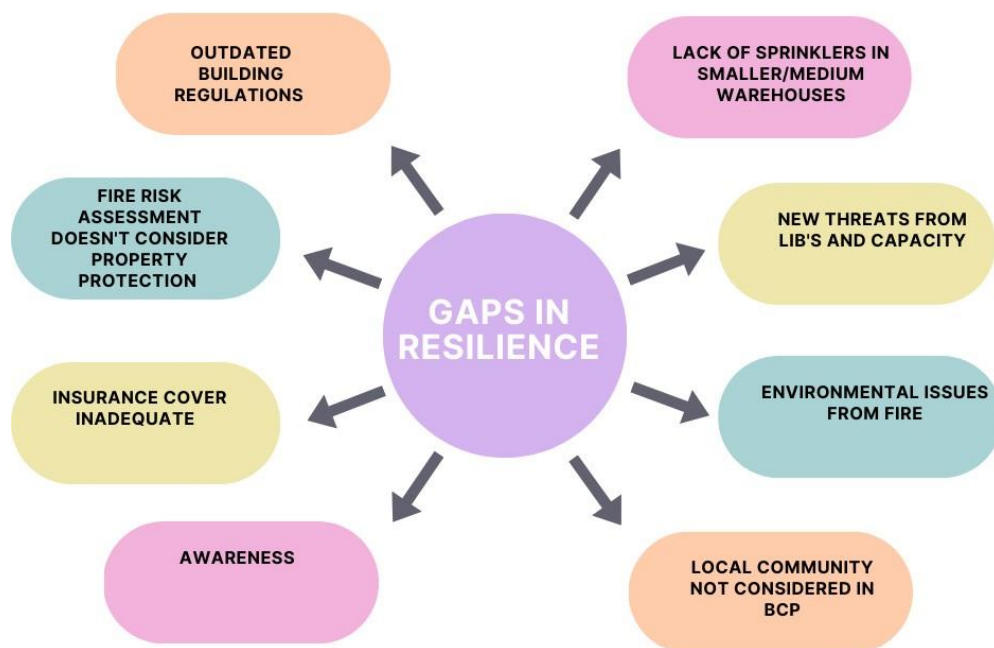 OUTDATED
BUILDING
REGULATIONS
LACK OF SPRINKLERS IN
SMALLER/MEDIUM
WAREHOUSES
FIRE RISK
ASSESSMENT
DOESN'T CONSIDER
PROPERTY
PROTECTION
NEW THREATS FROM
LIB'S AND CAPACITY
GAPS IN
RESILIENCE
INSURANCE COVER
INADEQUATE
ENVIRONMENTAL ISSUES
FROM FIRE
AWARENESS
LOCAL COMMUNITY
NOT CONSIDERED IN
BCP